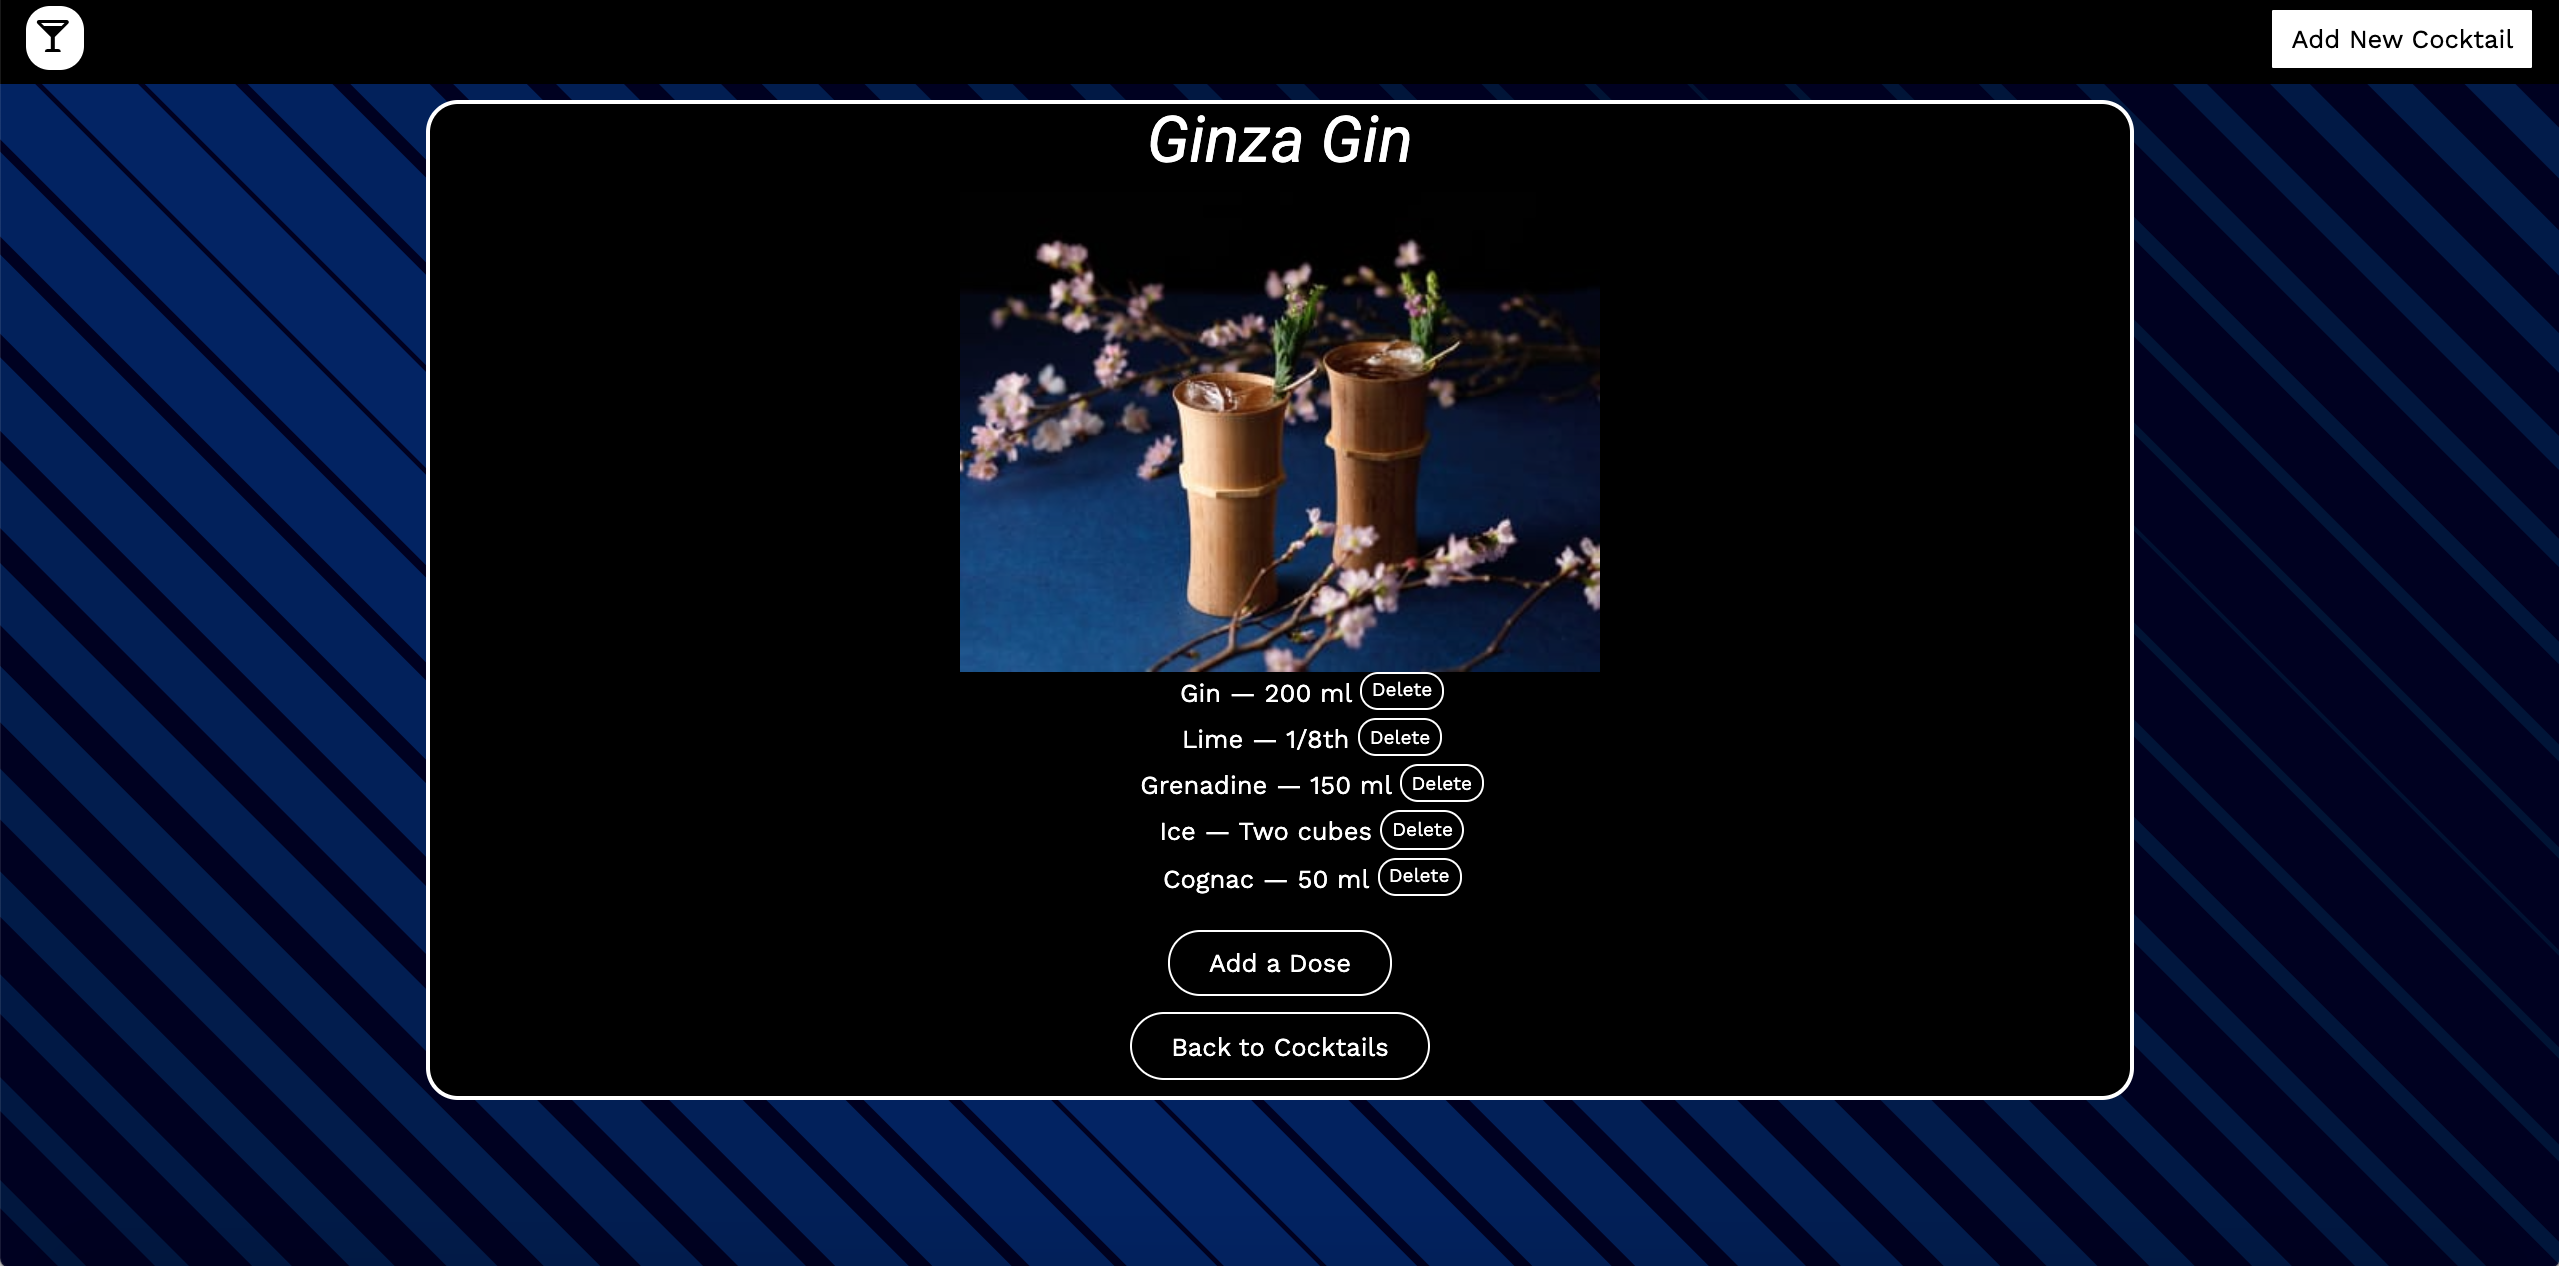 Add New Cocktail
Ginza Gin
Gin — 200 ml Delete
Lime — 1/8th Delete
Grenadine — 150 ml Delete
Ice — Two cubes Delete
Cognac — 50 ml Delete
Add a Dose
Back to Cocktails